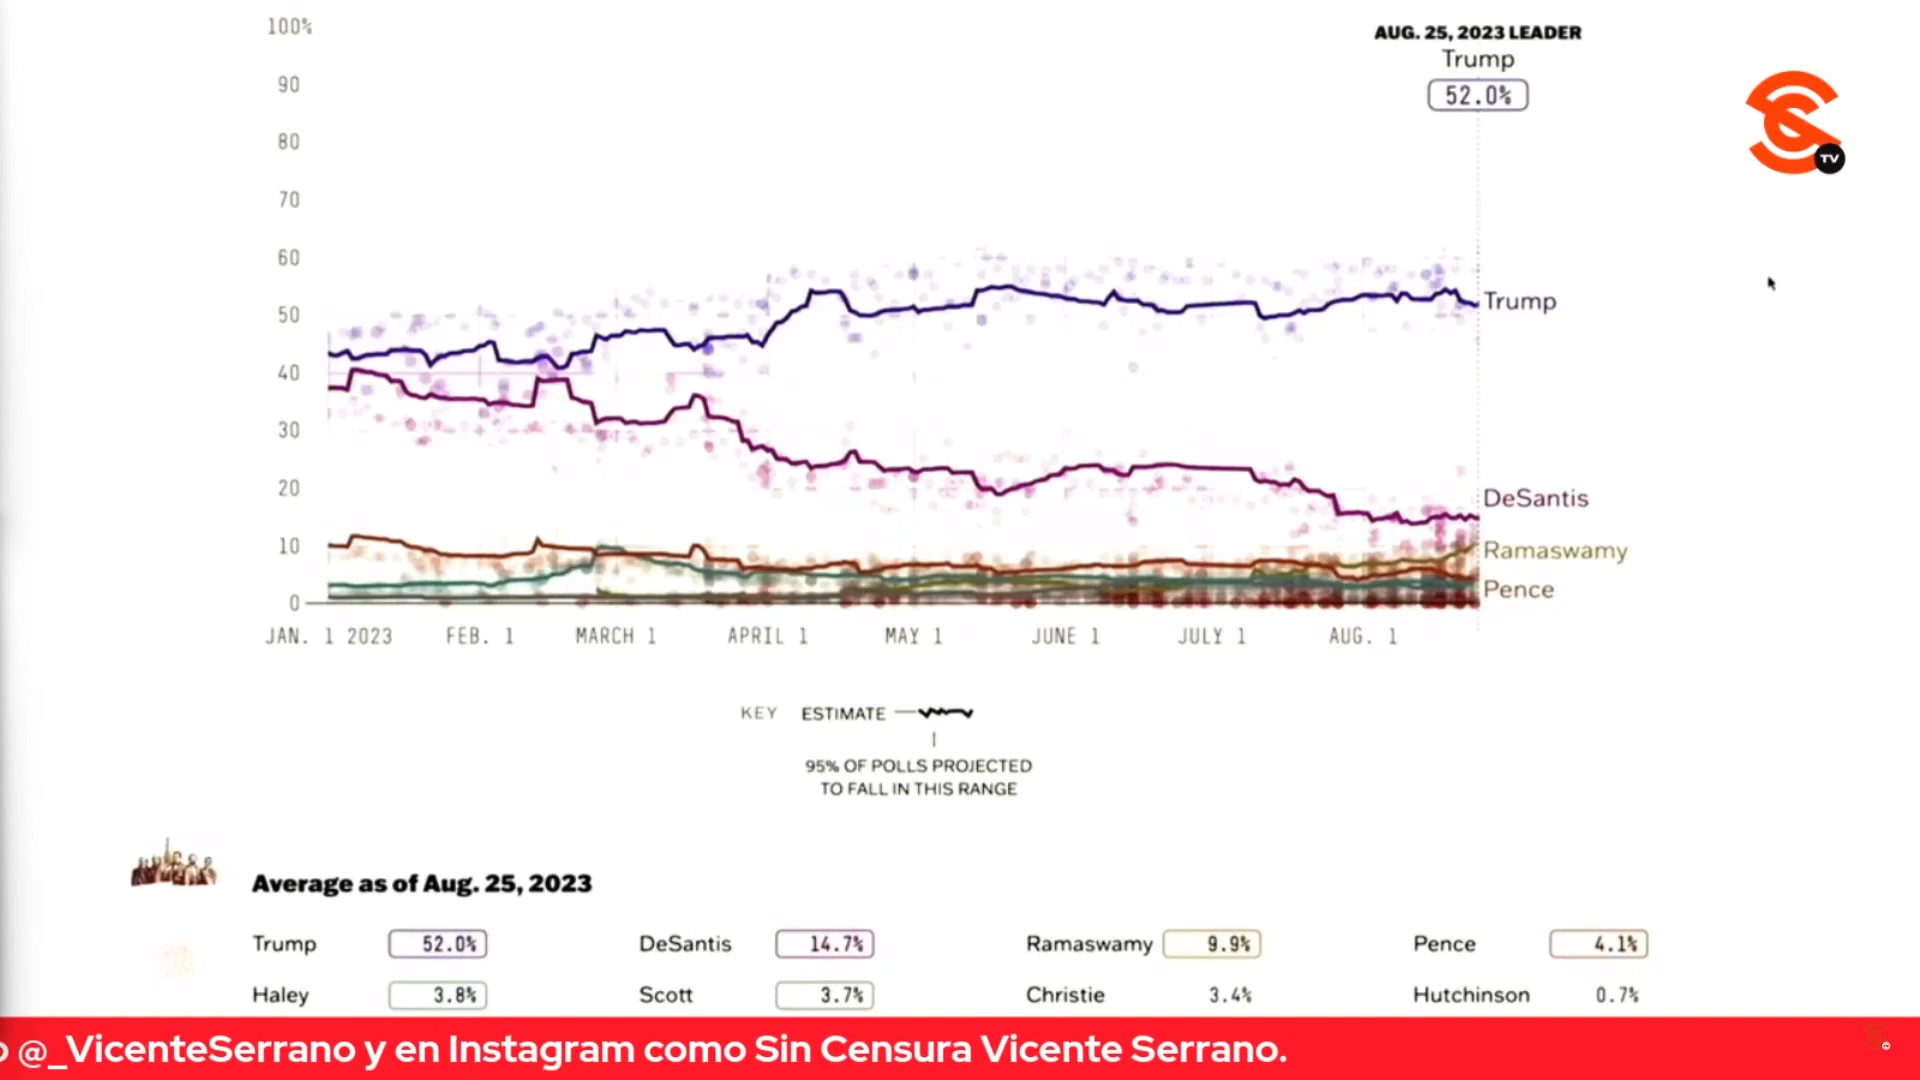 100%
AUG. 25, 2023 LEADER
Trump
52.0%
90
80
70
60
50
40
30
20
10
0
Trump
DeSantis
Ramaswamy
Pence
JAN. 1 2023 FEB. 1 MARCH 1 APRIL 1 MAY 1 JUNE 1 JULY 1 AUG. 1
KEY ESTIMATE
95% OF POLLS PROJECTED
TO FALL IN THIS RANGE
Average as of Aug. 25, 2023
Trump 52.0% DeSantis 14.7% Ramaswamy 9.9% Pence 4.1%
Haley 3.8% Scott 3.7% Christie 3.4% Hutchinson 0.7%
TV
o @_VicenteSerrano y en Instagram como Sin Censura Vicente Serrano.